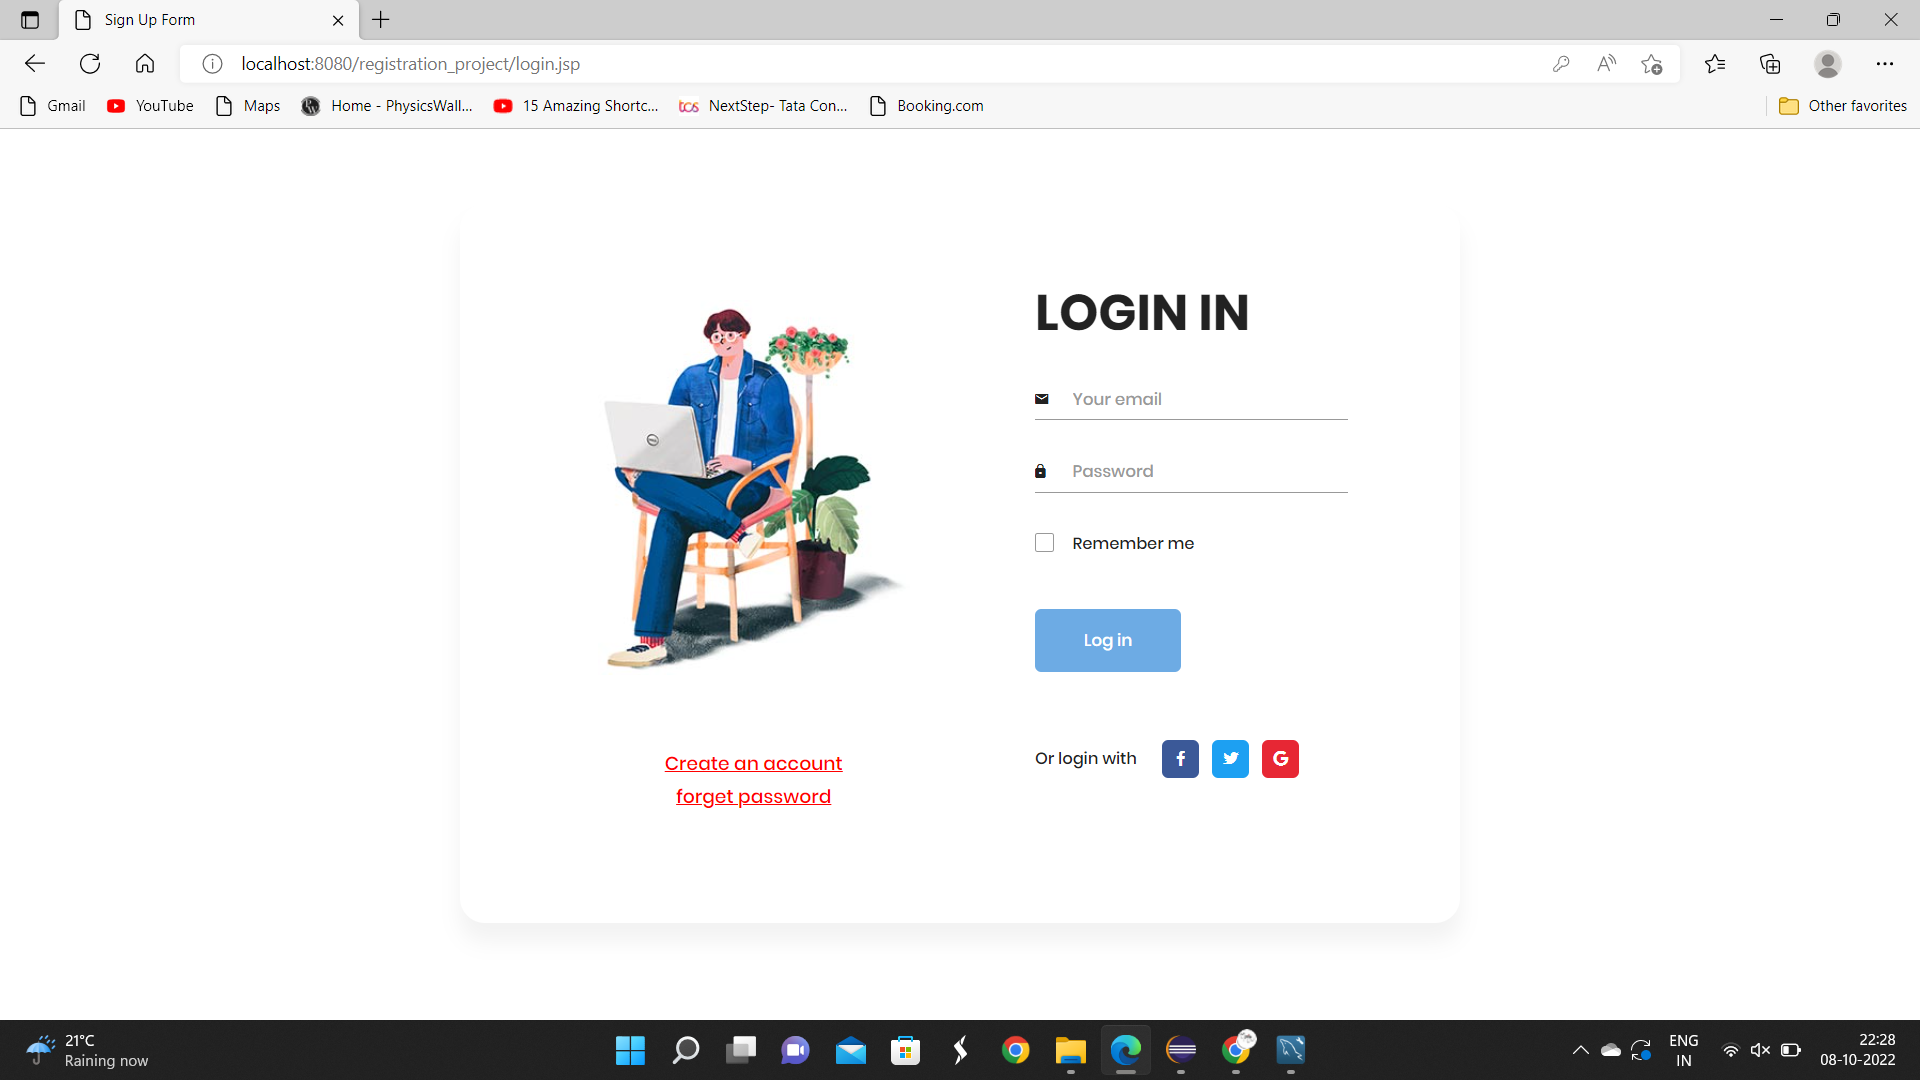 Sign Up Form
localhost:8080/registration_project/login.jsp
Gmail
YouTube
Maps
Home - PhysicsWall...
15 Amazing Shortc...
tcs
NextStep- Tata Con...
Booking.com
Other favorites
LOGIN IN
Your email
Password
Remember me
Log in
Create an account
forget password
Or login with
21°C
Raining now
ENG
IN
22:28
08-10-2022